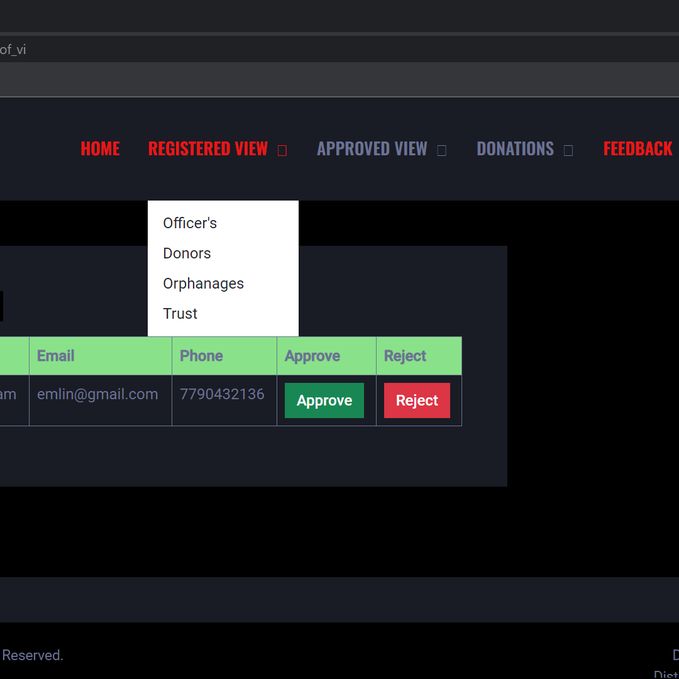 of_vi
HOME REGISTERED VIEW APPROVED VIEW DONATIONS FEEDBACK
Officer's
Donors
Orphanages
Trust
Email Phone Approve Reject
am emlin@gmail.com 7790432136 Approve Reject
Reserved.
D
Dist